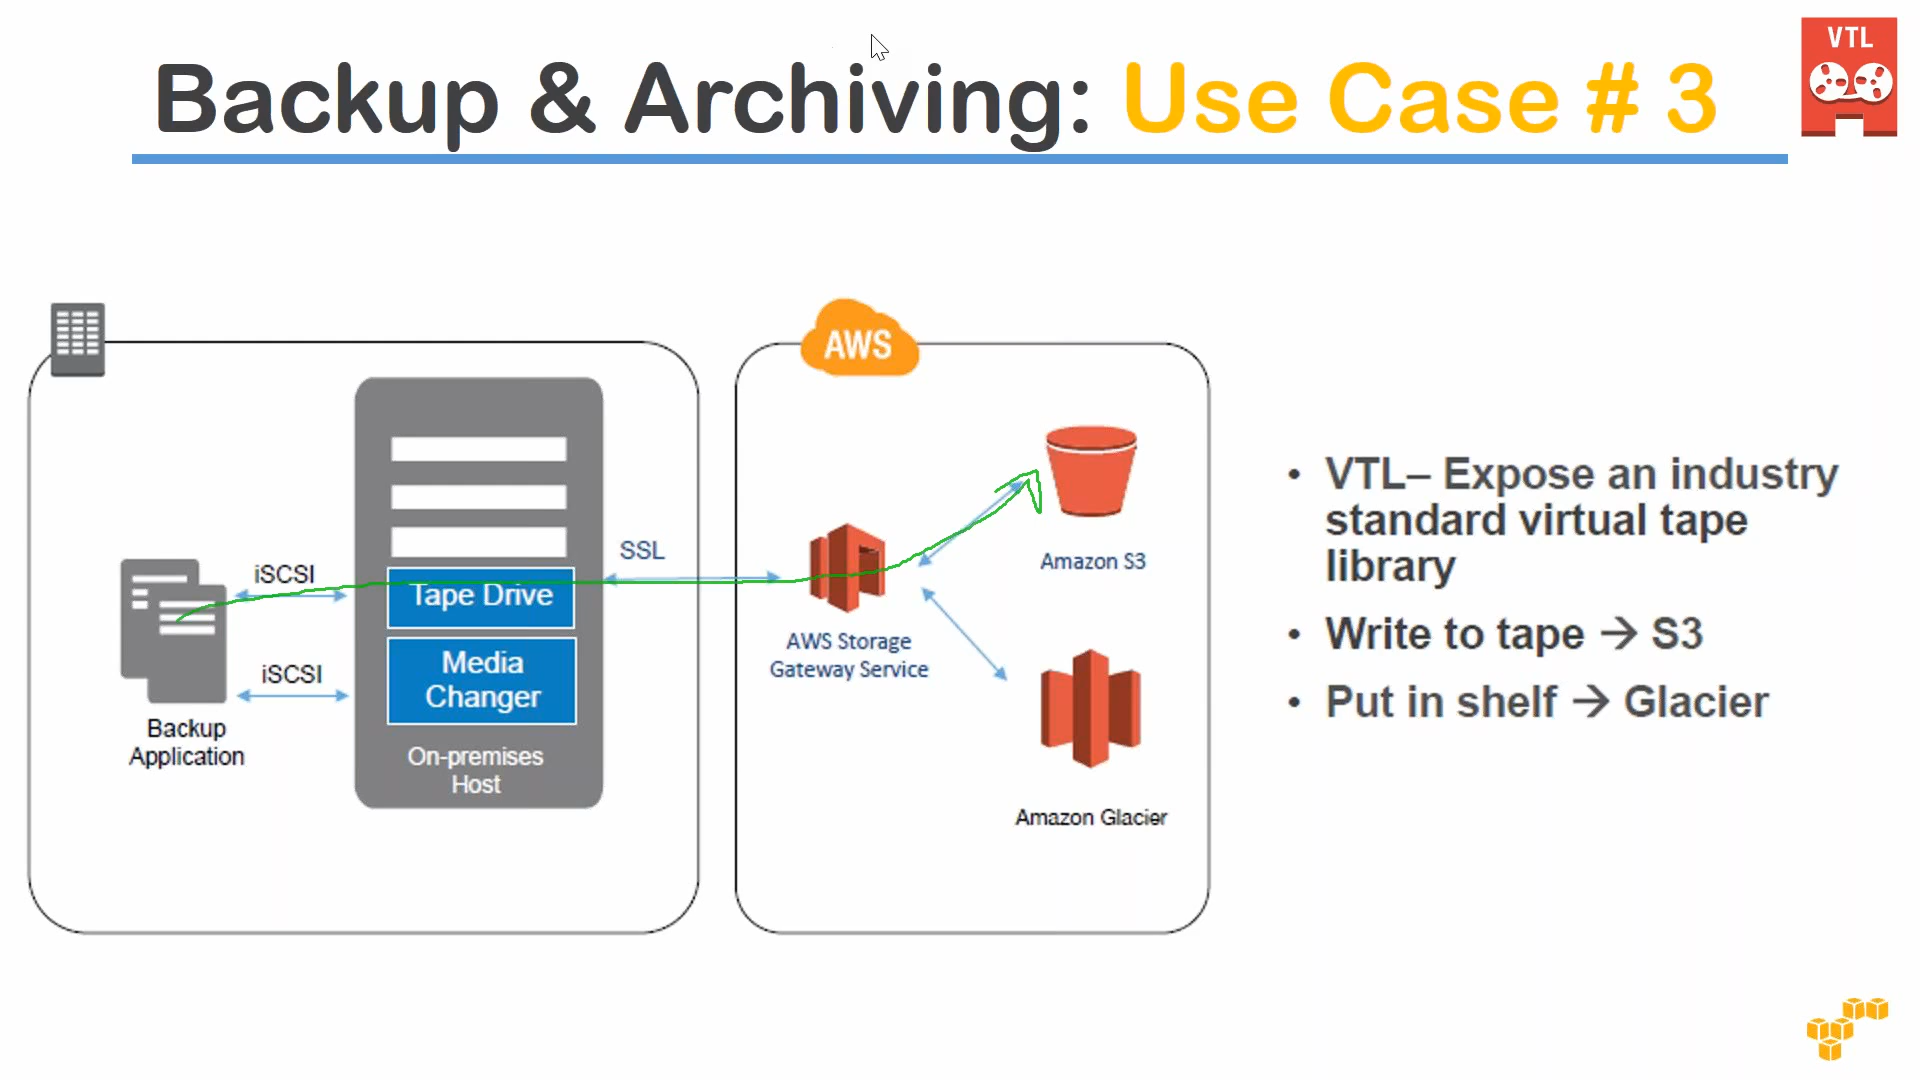 VTL
Backup & Archiving: Use Case # 3
AWS
SSL
iSCSI
Tape Drive
iSCSI
Media
Changer
On-premises
Host
Backup
Application
AWS Storage
Gateway Service
Amazon S3
Amazon Glacier
• VTL– Expose an industry
standard virtual tape
library
• Write to tape → S3
• Put in shelf → Glacier